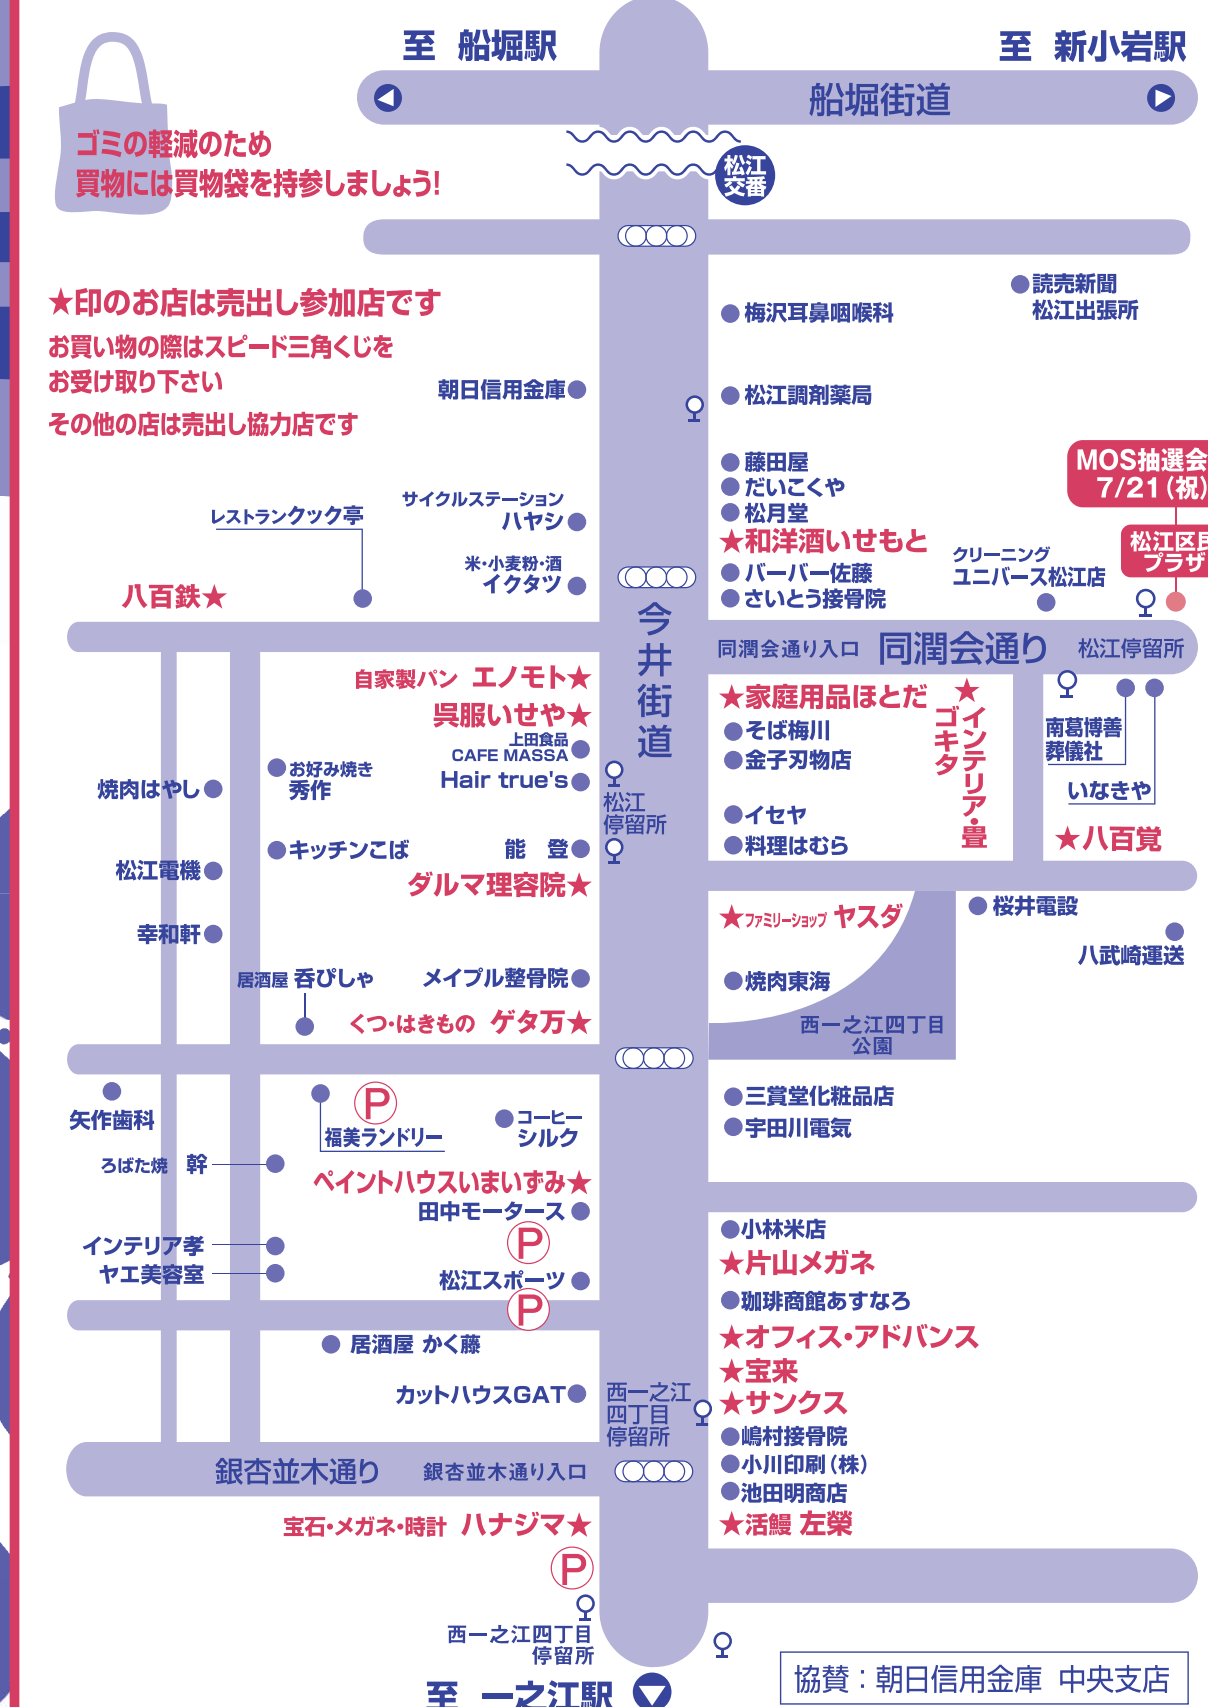 至 船堀駅
至 新小岩駅
船堀街道
ゴミの軽減のため
買物には買物袋を持参しましょう!
松江
交番
★印のお店は売出し参加店です
お買い物の際はスピード三角くじを
お受け取り下さい
その他の店は売出し協力店です
読売新聞
松江出張所
梅沢耳鼻咽喉科
朝日信用金庫
松江調剤薬局
藤田屋
だいこくや
松月堂
★和洋酒いせもと
バーバー佐藤
さいとう接骨院
MOS抽選会
7/21(祝)
松江区民
プラザ
クリーニング
ユニバース松江店
サイクルステーション
ハヤシ
レストランクック亭
米・小麦粉・酒
イクタツ
八百鉄★
今井街道
同潤会通り入口
同潤会通り
松江停留所
自家製パン エノモト★
呉服いせや★
上田食品
CAFE MASSA
Hair true's
お好み焼き
秀作
焼肉はやし
松江
停留所
キッチンこば
能 登
松江電機
ダルマ理容院★
幸和軒
居酒屋 呑ぴしゃ
メイプル整骨院
くつ・はきもの ゲタ万★
★家庭用品ほとだ
そば梅川
金子刃物店
イセヤ
料理はむら
★インテリア・畳
ゴキタ
南葛博善
葬儀社
いなきや
★八百覚
★ファミリーショップ ヤスダ
桜井電設
八武崎運送
焼肉東海
西一之江四丁目
公園
矢作歯科
P
福美ランドリー
コーヒー
シルク
三賞堂化粧品店
宇田川電気
ろばた焼 幹
ペイントハウスいまいずみ★
田中モータース
P
インテリア孝
ヤエ美容室
松江スポーツ
P
居酒屋 かく藤
カットハウスGAT
西一之江
四丁目
停留所
小林米店
★片山メガネ
珈琲商館あすなろ
★オフィス・アドバンス
★宝来
★サンクス
嶋村接骨院
小川印刷(株)
池田明商店
★活鰻 左榮
銀杏並木通り
銀杏並木通り入口
宝石・メガネ・時計 ハナジマ★
P
西一之江四丁目
停留所
至 一之江駅
協賛：朝日信用金庫 中央支店